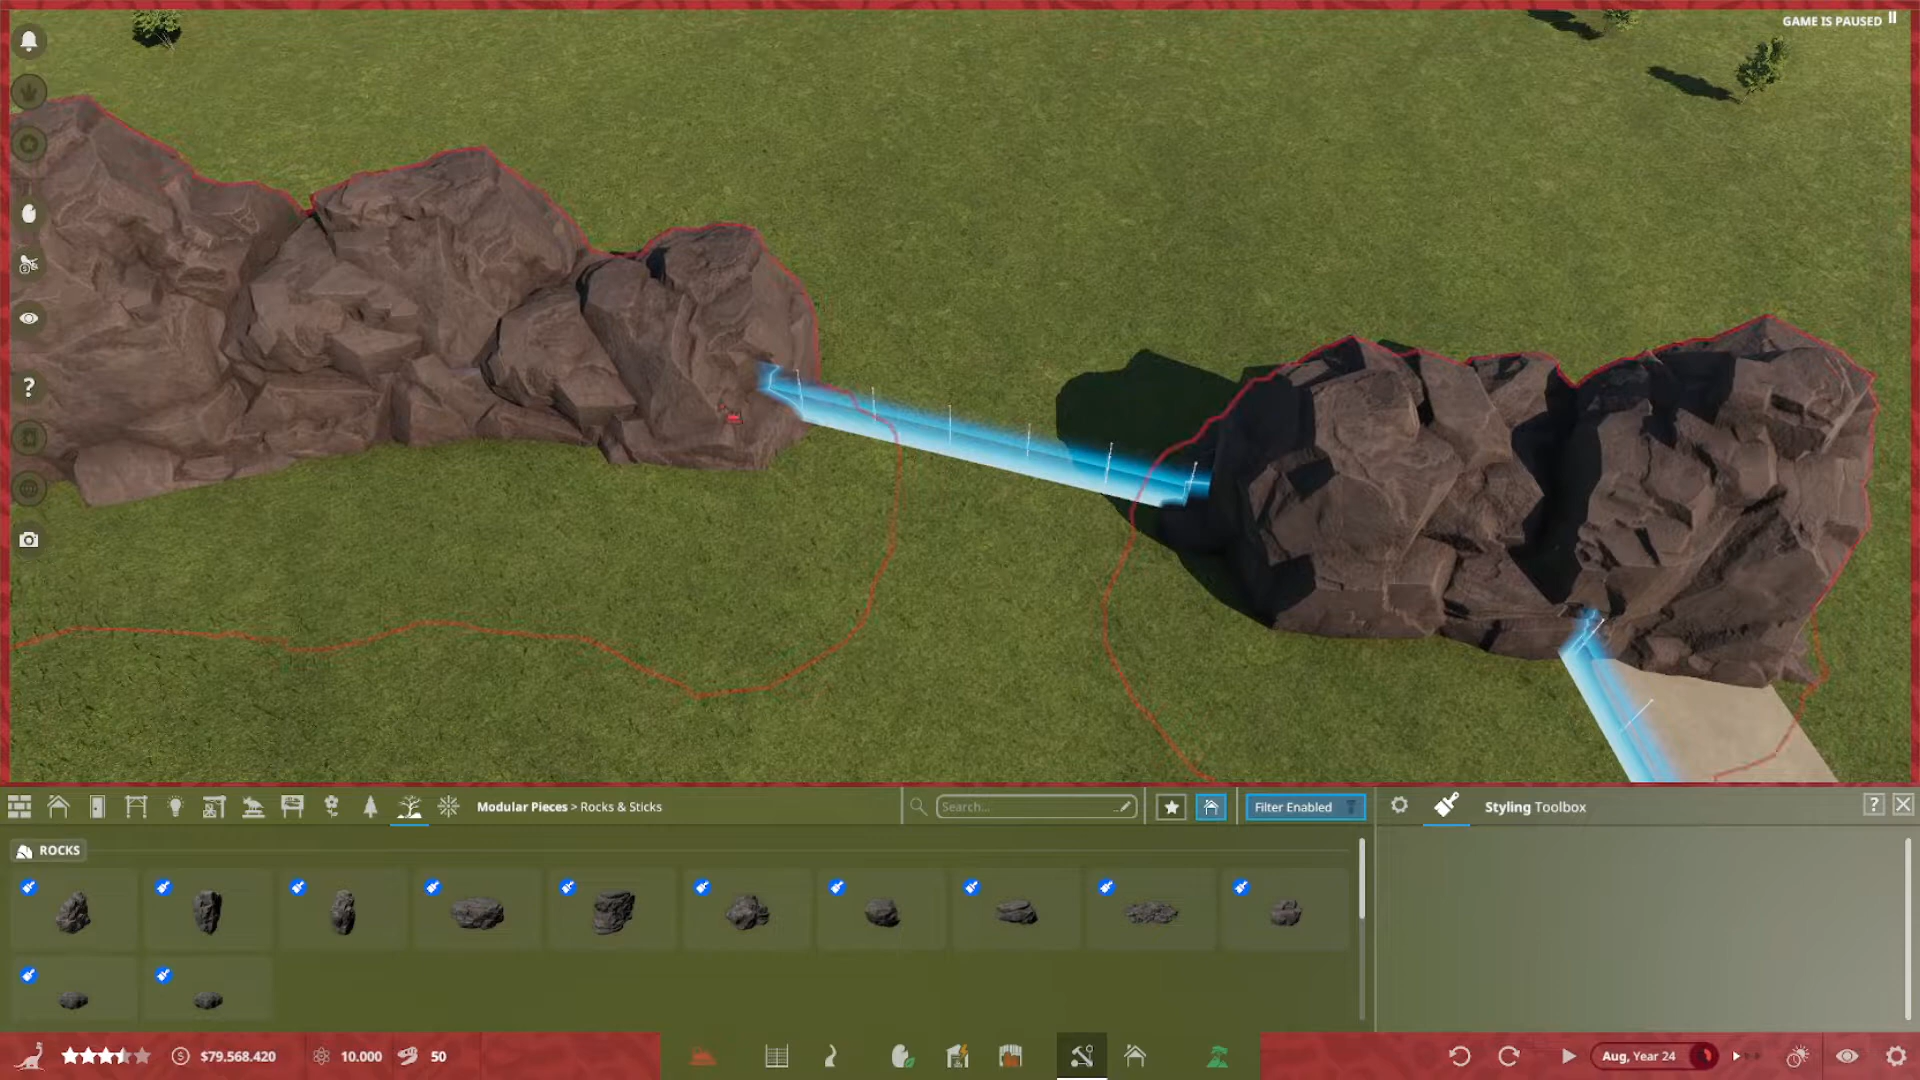 GAME IS PAUSED
Modular Pieces > Rocks & Sticks
Search...
Filter Enabled
Styling Toolbox
?
ROCKS
?
$79.568.420
10.000
50
Aug, Year 24